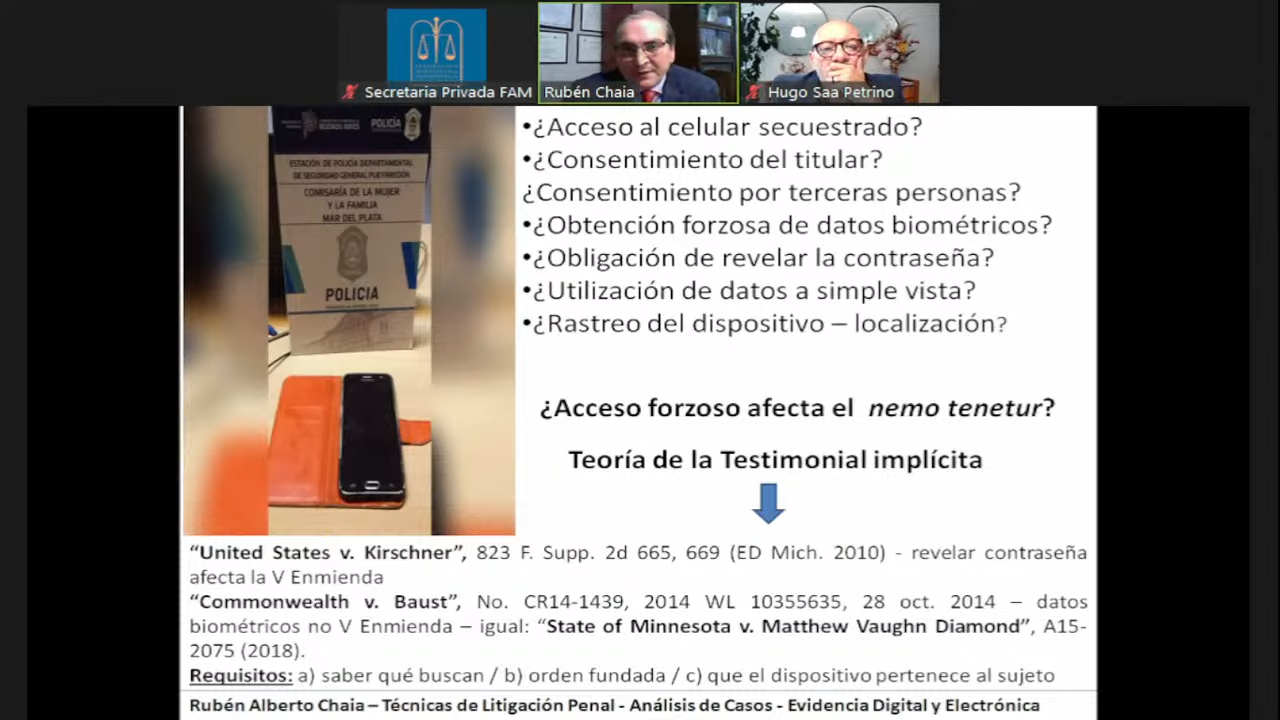 Secretaria Privada FAM
Rubén Chaia
Hugo Saa Petrino
BUENOS AIRES
POLICÍA
ESTACIÓN DE POLICÍA DEPARTAMENTAL
DE SEGURIDAD GENERAL PUEYRREDÓN
COMISARÍA DE LA MUJER
Y LA FAMILIA
MAR DEL PLATA
POLICIA
•¿Acceso al celular secuestrado?
•¿Consentimiento del titular?
¿Consentimiento por terceras personas?
•¿Obtención forzosa de datos biométricos?
•¿Obligación de revelar la contraseña?
•¿Utilización de datos a simple vista?
•¿Rastreo del dispositivo – localización?
¿Acceso forzoso afecta el nemo tenetur?
Teoría de la Testimonial implícita
“United States v. Kirschner”, 823 F. Supp. 2d 665, 669 (ED Mich. 2010) - revelar contraseña
afecta la V Enmienda
“Commonwealth v. Baust”, No. CR14-1439, 2014 WL 10355635, 28 oct. 2014 – datos
biométricos no V Enmienda – igual: “State of Minnesota v. Matthew Vaughn Diamond”, A15-
2075 (2018).
Requisitos: a) saber qué buscan / b) orden fundada / c) que el dispositivo pertenece al sujeto
Rubén Alberto Chaia – Técnicas de Litigación Penal - Análisis de Casos - Evidencia Digital y Electrónica